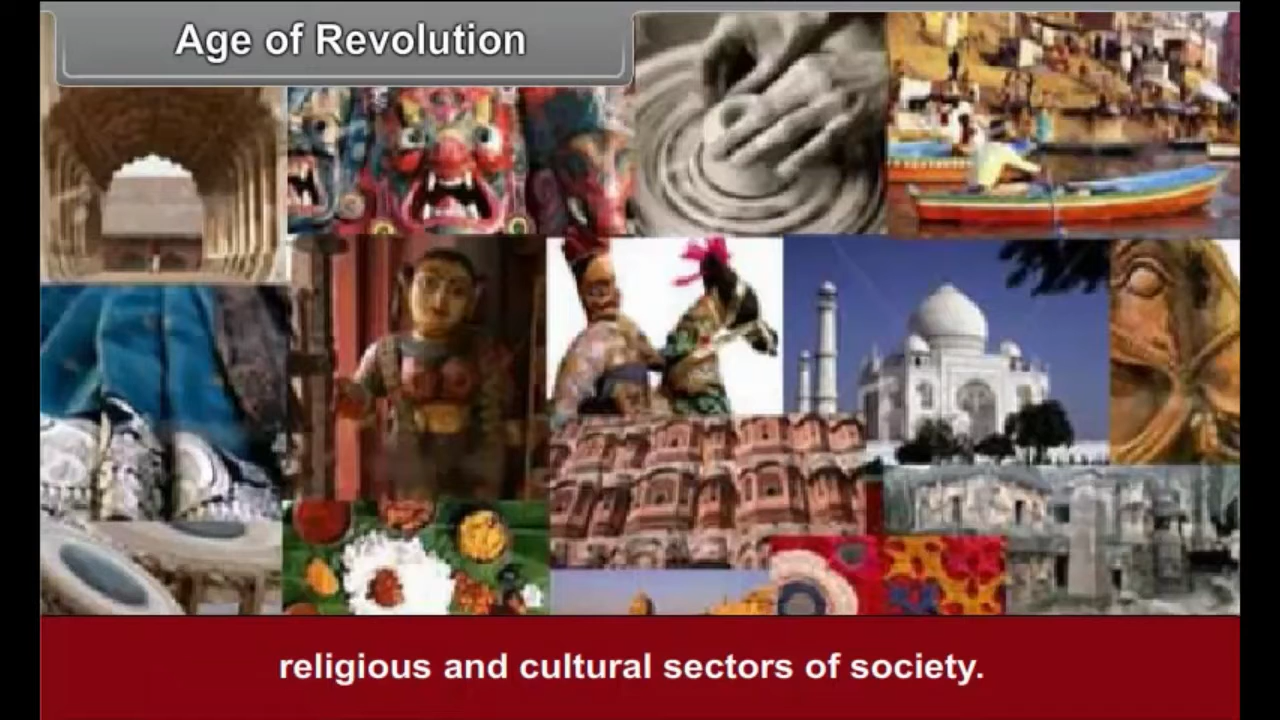 Age of Revolution
religious and cultural sectors of society.